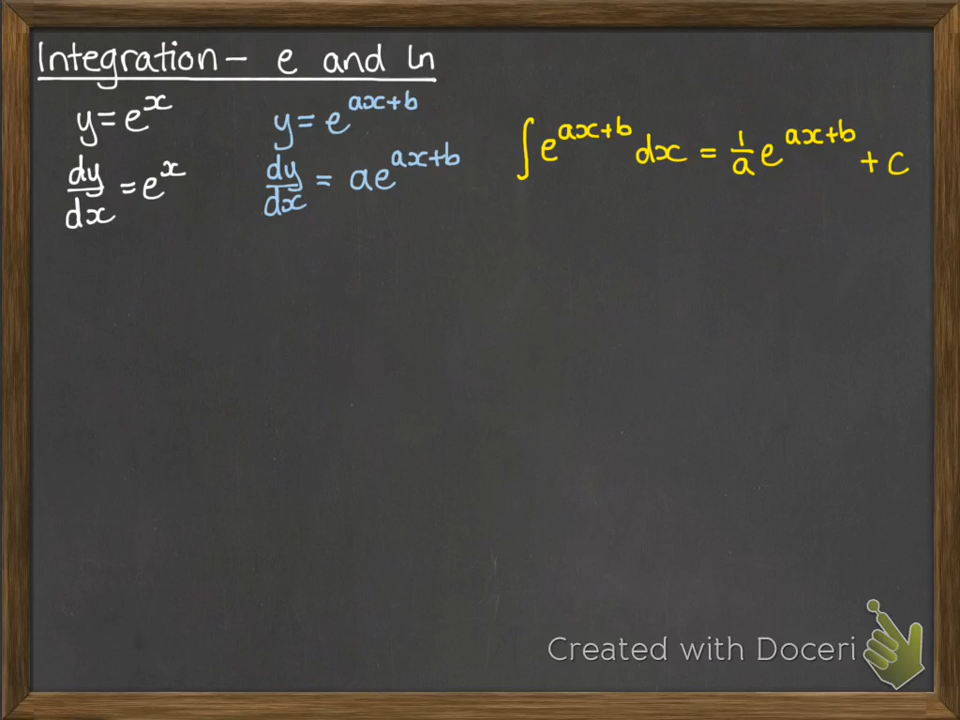 Integration – e and ln
y = e^x
dy/dx = e^x
y = e^(ax+b)
dy/dx = ae^(ax+b)
∫e^(ax+b) dx = 1/a e^(ax+b) + c
Created with Doceri